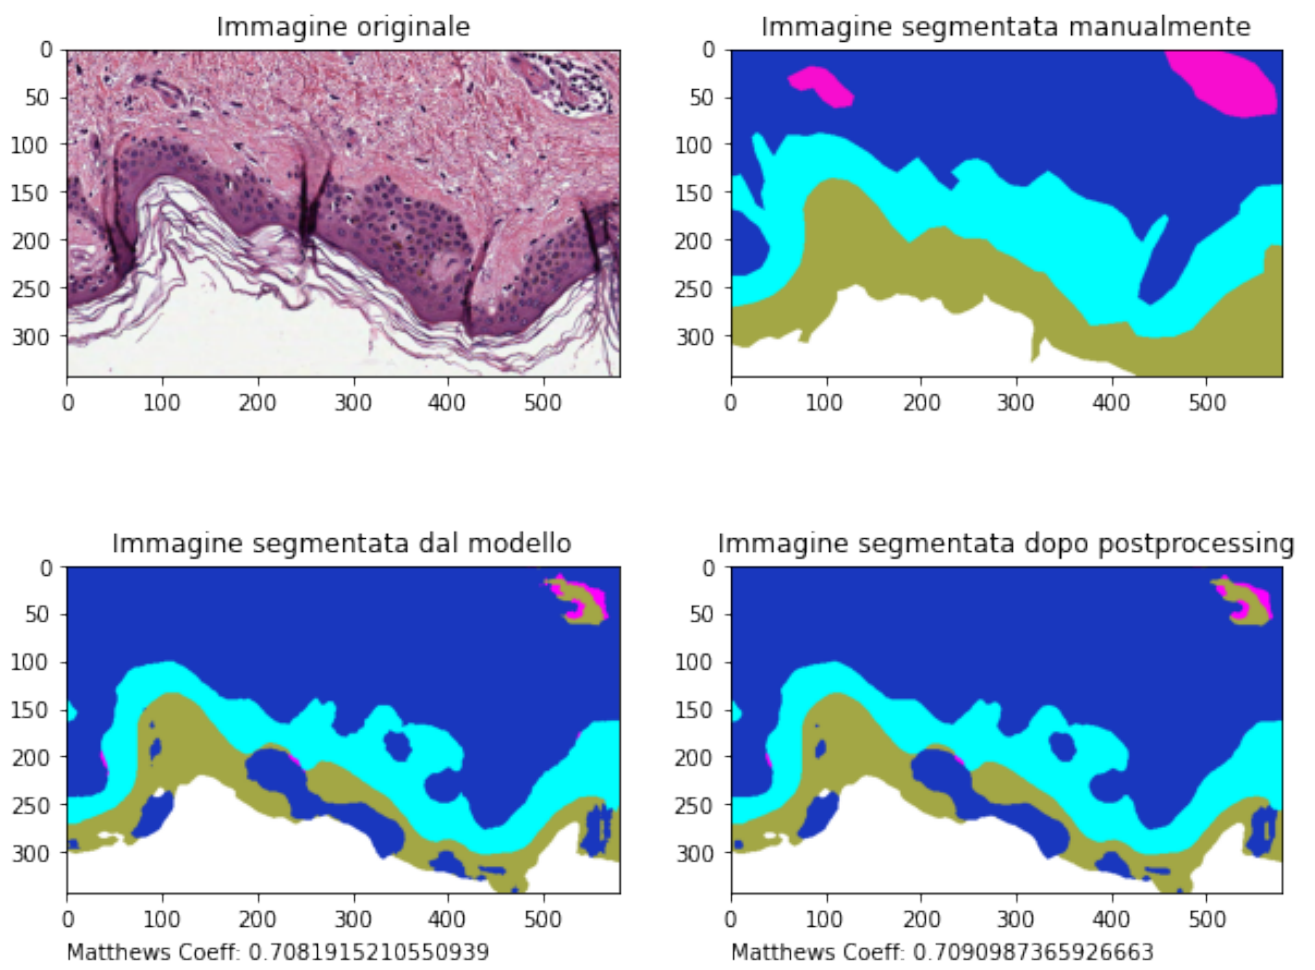 Immagine originale
Immagine segmentata manualmente
0
50
100
150
200
250
300
0 100 200 300 400 500
0
50
100
150
200
250
300
0 100 200 300 400 500
Immagine segmentata dal modello
Immagine segmentata dopo postprocessing
0
50
100
150
200
250
300
0 100 200 300 400 500
Matthews Coeff: 0.7081915210550939
0
50
100
150
200
250
300
0 100 200 300 400 500
Matthews Coeff: 0.7090987365926663